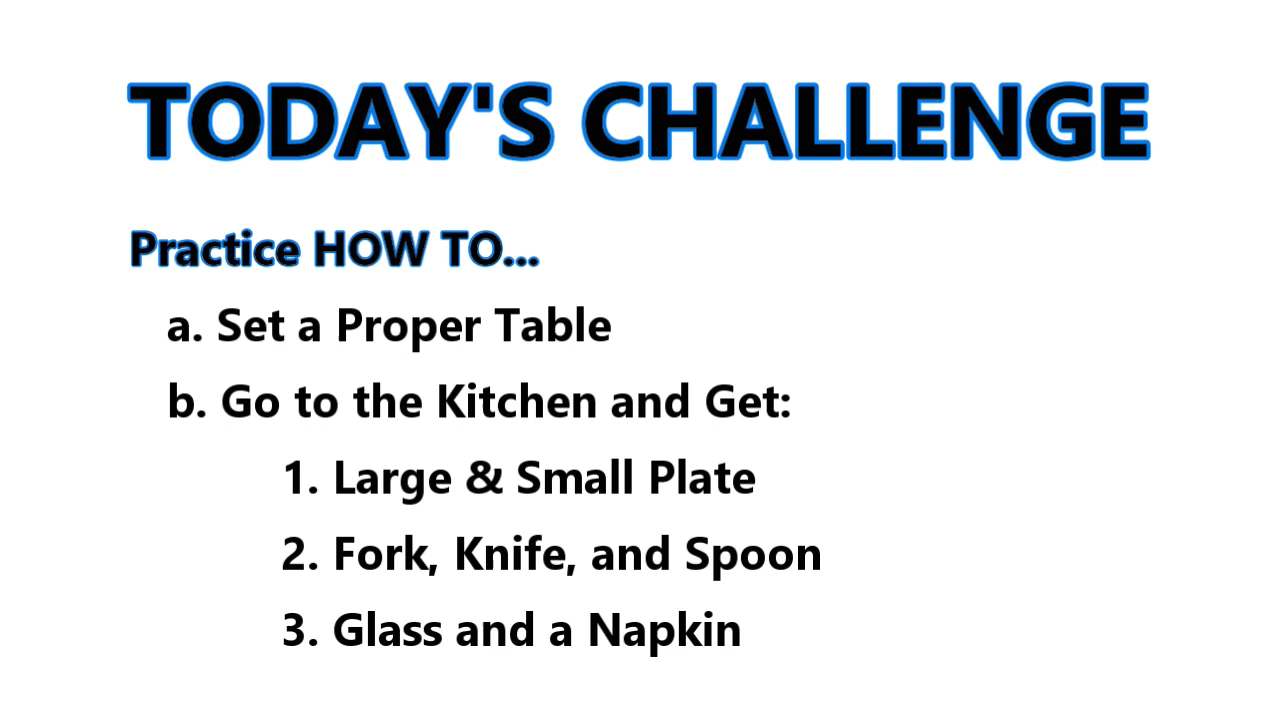 TODAY'S CHALLENGE
Practice HOW TO...
a. Set a Proper Table
b. Go to the Kitchen and Get:
1. Large & Small Plate
2. Fork, Knife, and Spoon
3. Glass and a Napkin